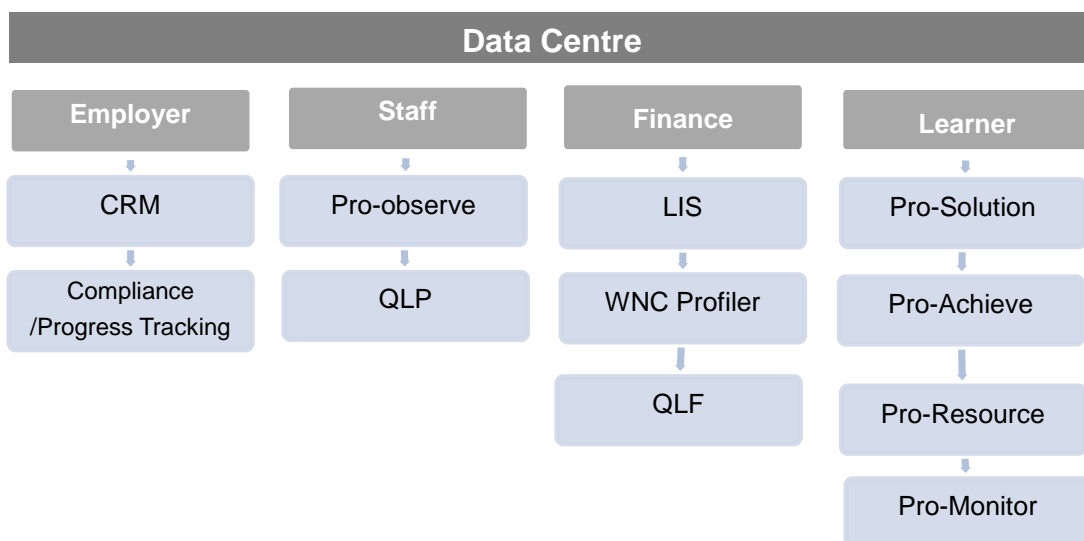 Data Centre
Employer
CRM
Compliance
/Progress Tracking
Staff
Pro-observe
QLP
Finance
LIS
WNC Profiler
QLF
Learner
Pro-Solution
Pro-Achieve
Pro-Resource
Pro-Monitor